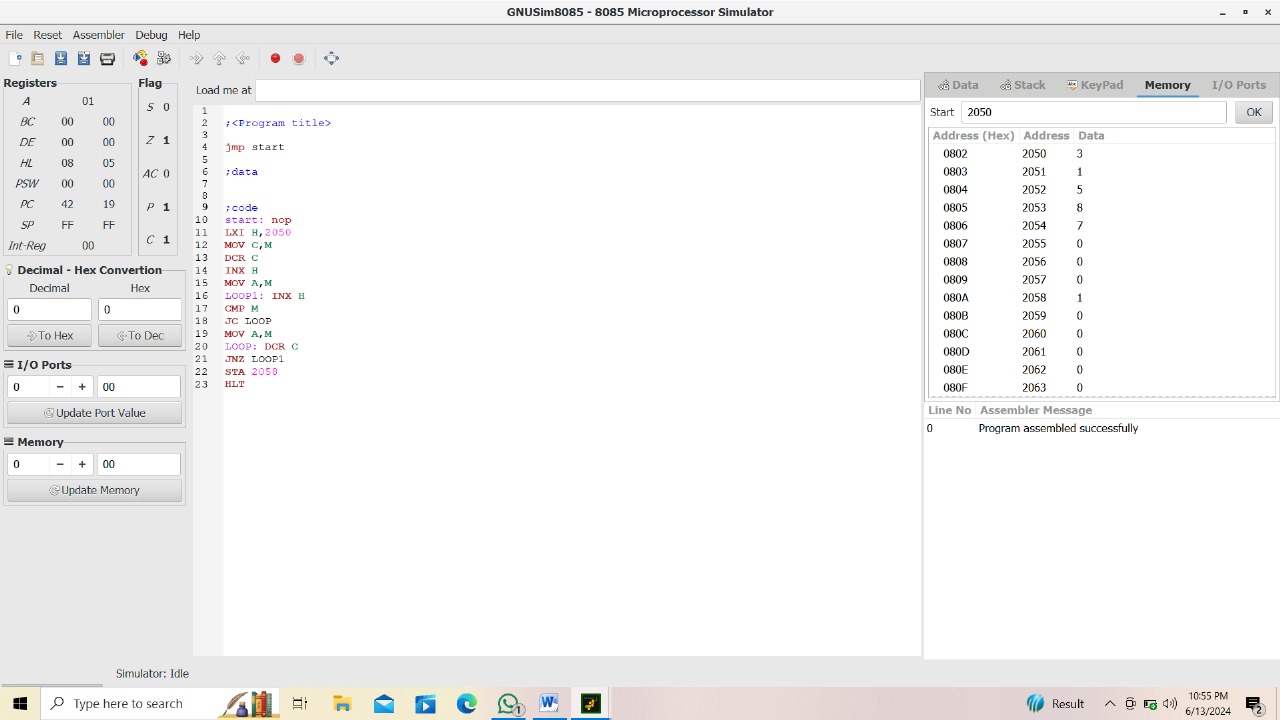 GNUSim8085 - 8085 Microprocessor Simulator
File Reset Assembler Debug Help
Registers
A 01
BC 00 00
DE 00 00
HL 08 05
PSW 00 00
PC 42 19
SP FF FF
Int-Reg 00
Flag
S 0
Z 1
AC 0
P 1
C 1
Decimal - Hex Convertion
Decimal Hex
0 0
To Hex To Dec
I/O Ports
0 − + 00
Update Port Value
Memory
0 − + 00
Update Memory
Load me at
1
2 ;<Program title>
3
4 jmp start
5
6 ;data
7
8
9 ;code
10 start: nop
11 LXI H,2050
12 MOV C,M
13 DCR C
14 INX H
15 MOV A,M
16 LOOP1: INX H
17 CMP M
18 JC LOOP
19 MOV A,M
20 LOOP: DCR C
21 JNZ LOOP1
22 STA 2058
23 HLT
Data Stack KeyPad Memory I/O Ports
Start 2050 OK
Address (Hex) Address Data
0802 2050 3
0803 2051 1
0804 2052 5
0805 2053 8
0806 2054 7
0807 2055 0
0808 2056 0
0809 2057 0
080A 2058 1
080B 2059 0
080C 2060 0
080D 2061 0
080E 2062 0
080F 2063 0
Line No Assembler Message
0 Program assembled successfully
Simulator: Idle
Type here to search
1
W
Result
10:55 PM
6/13/2024
2